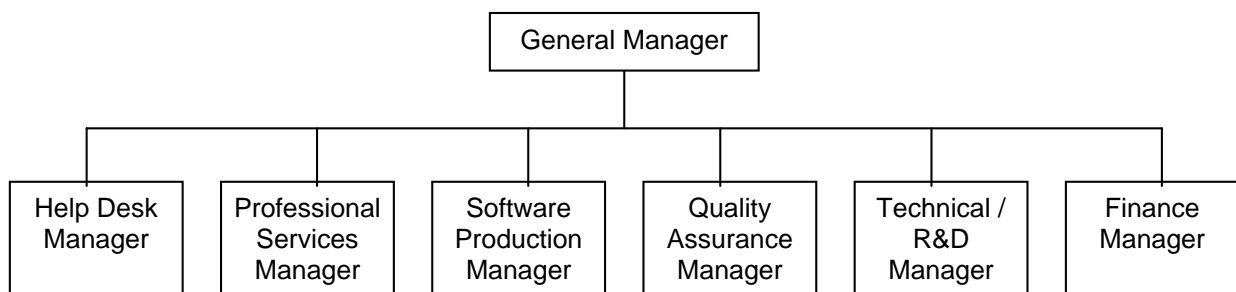 General Manager
Help Desk
Manager
Professional
Services
Manager
Software
Production
Manager
Quality
Assurance
Manager
Technical /
R&D
Manager
Finance
Manager